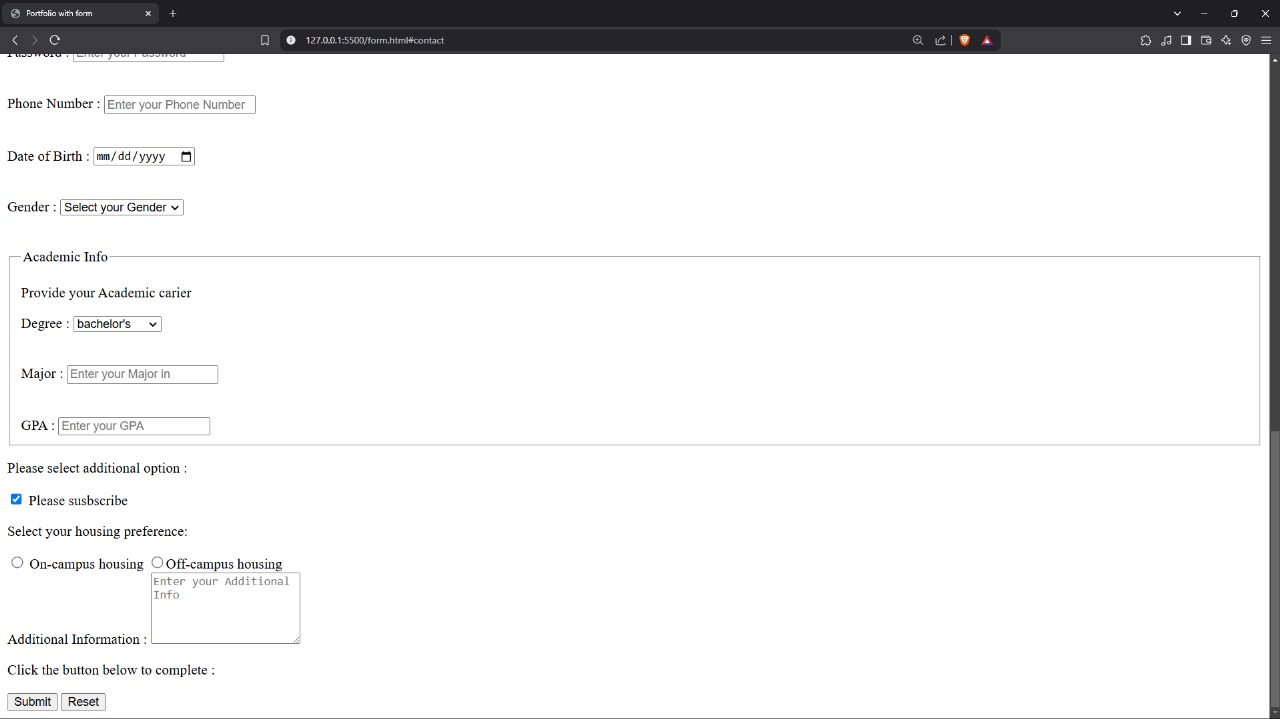 Portfolio with form
127.0.0.1:5500/form.html#contact
Password : Enter your Password
Phone Number : Enter your Phone Number
Date of Birth : mm/dd/yyyy
Gender : Select your Gender
Academic Info
Provide your Academic carier
Degree : bachelor's
Major : Enter your Major in
GPA : Enter your GPA
Please select additional option :
Please susbscribe
Select your housing preference:
On-campus housing Off-campus housing
Enter your Additional
Info
Additional Information :
Click the button below to complete :
Submit Reset